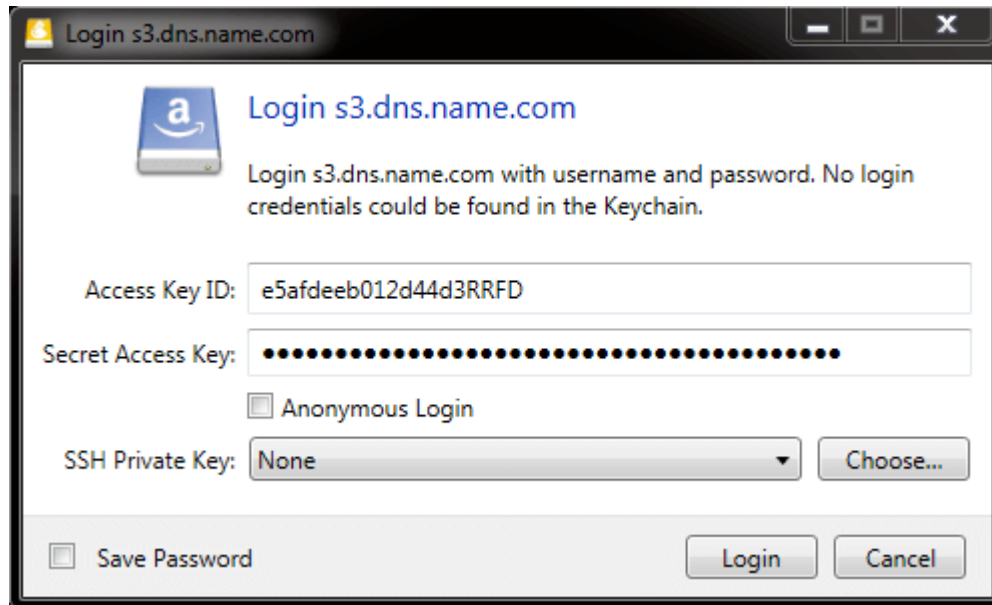 Login s3.dns.name.com
a
Login s3.dns.name.com
Login s3.dns.name.com with username and password. No login
credentials could be found in the Keychain.
Access Key ID: e5afdeeb012d44d3RRFD
Secret Access Key: ••••••••••••••••••••••••••••••••••••••••
Anonymous Login
SSH Private Key: None Choose...
Save Password Login Cancel